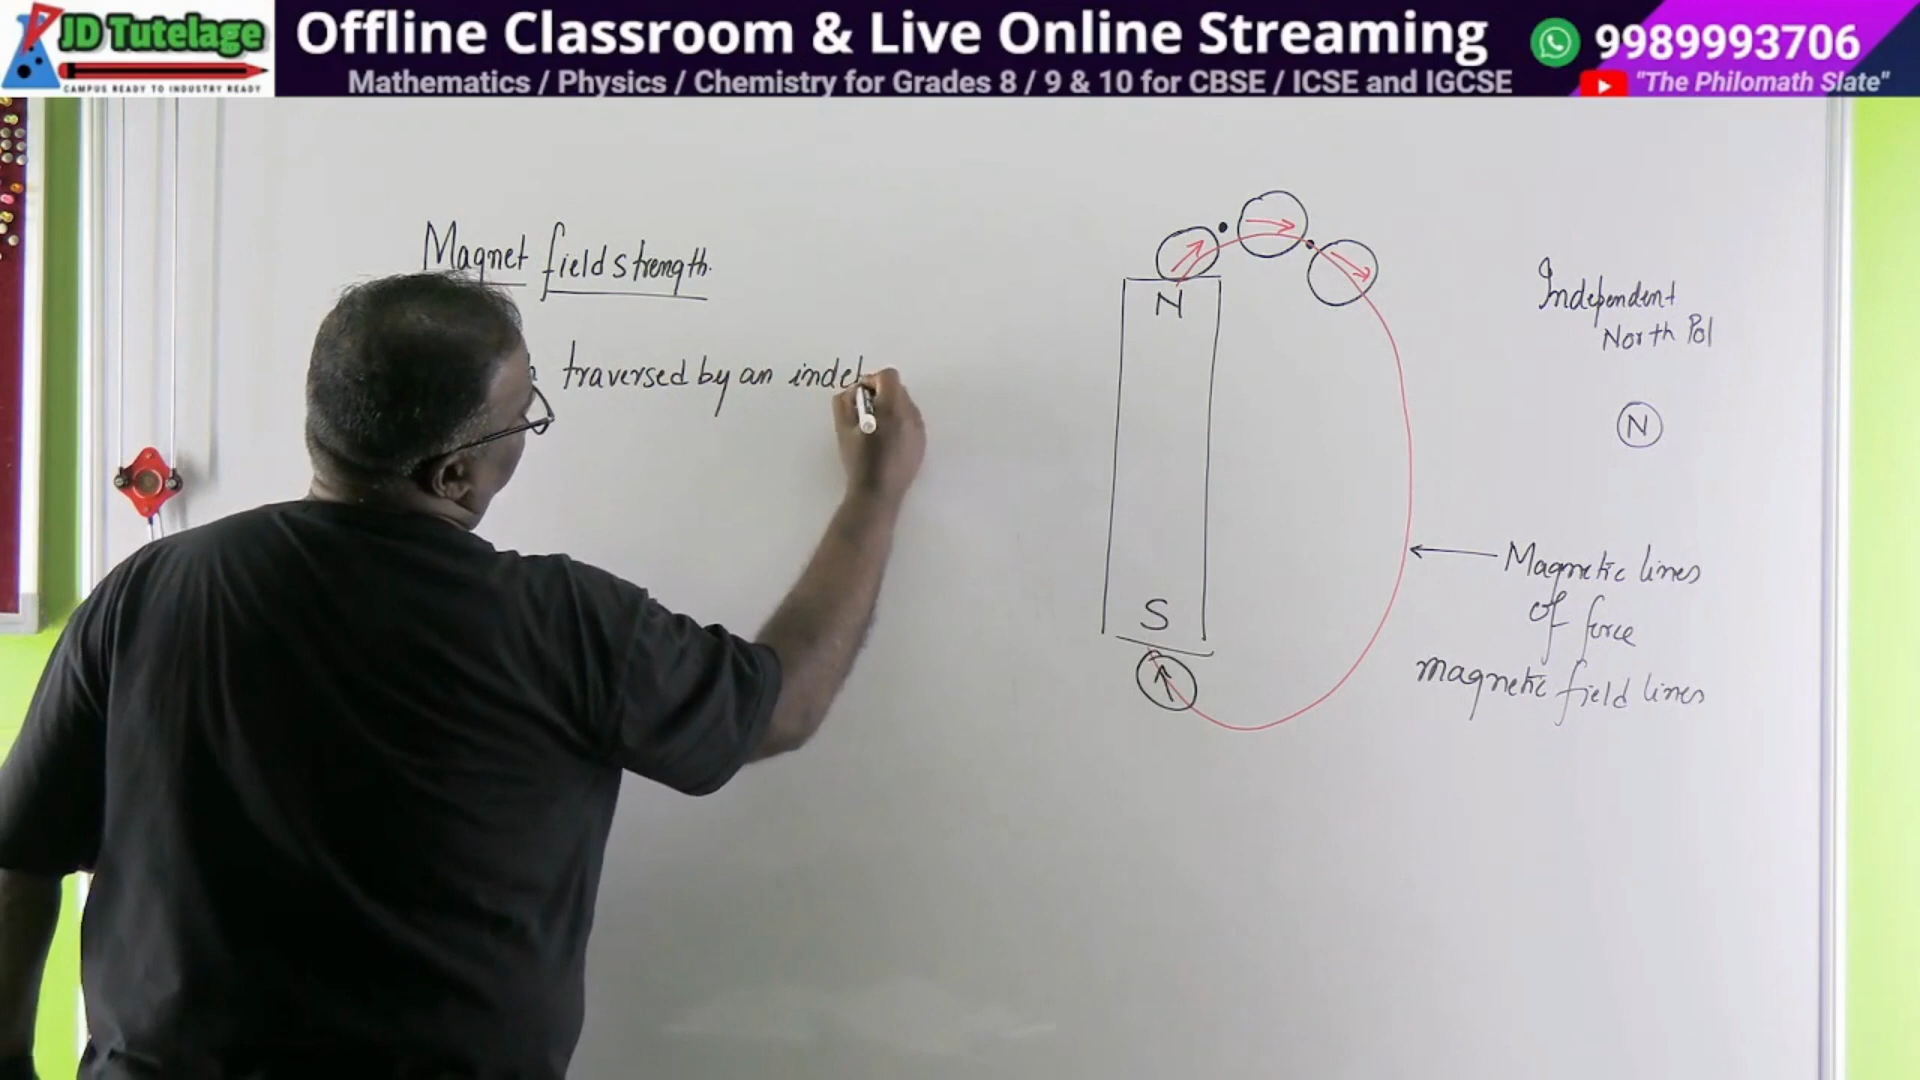 JD Tutelage
CAMPUS READY TO INDUSTRY READY
Offline Classroom & Live Online Streaming
Mathematics / Physics / Chemistry for Grades 8 / 9 & 10 for CBSE / ICSE and IGCSE
9989993706
"The Philomath Slate"
Magnet field strength.
traversed by an
N
S
Independent
North Pol
N
Magnetic lines
of force
magnetic field lines